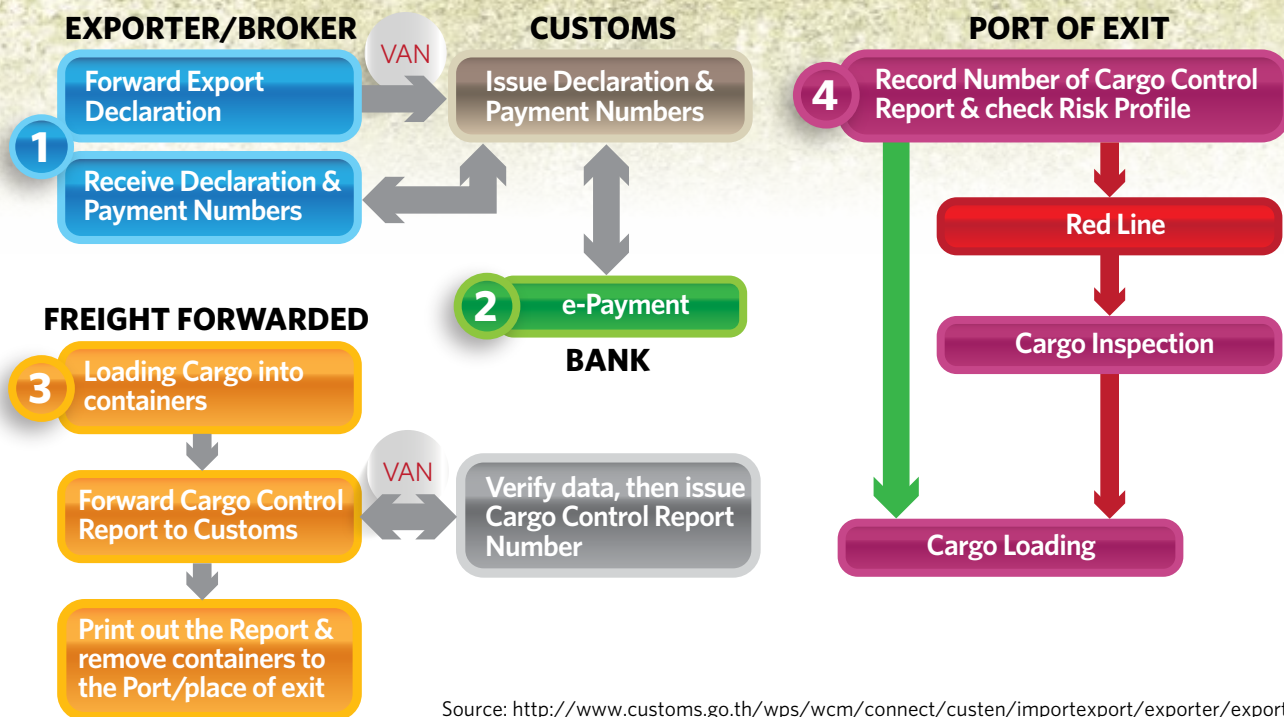 EXPORTER/BROKER
VAN
CUSTOMS
PORT OF EXIT
1
Forward Export
Declaration
Receive Declaration &
Payment Numbers
Issue Declaration &
Payment Numbers
2
e-Payment
BANK
FREIGHT FORWARDED
3
Loading Cargo into
containers
Forward Cargo Control
Report to Customs
VAN
Verify data, then issue
Cargo Control Report
Number
Print out the Report &
remove containers to
the Port/place of exit
4
Record Number of Cargo Control
Report & check Risk Profile
Red Line
Cargo Inspection
Cargo Loading
Source: http://www.customs.go.th/wps/wcm/connect/custen/importexport/exporter/export